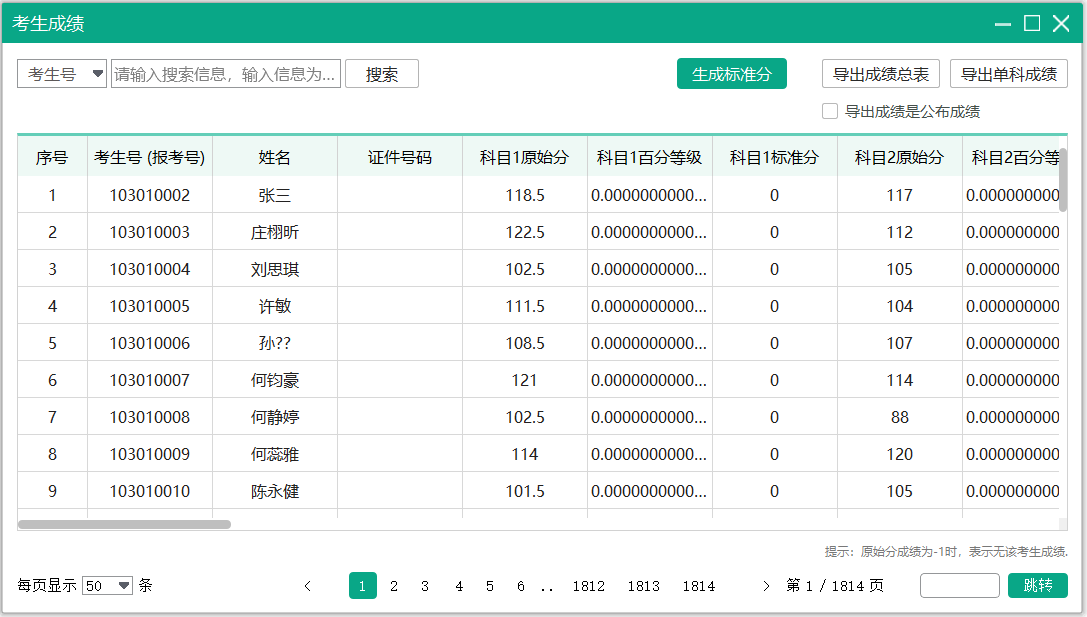 考生成绩
考生号 请输入搜索信息，输入信息为... 搜索 生成标准分 导出成绩总表 导出单科成绩
导出成绩是公布成绩
序号 考生号 (报考号) 姓名 证件号码 科目1原始分 科目1百分等级 科目1标准分 科目2原始分 科目2百分等
1 103010002 张三 118.5 0.0000000000... 0 117 0.000000000
2 103010003 庄栩昕 122.5 0.0000000000... 0 112 0.000000000
3 103010004 刘思琪 102.5 0.0000000000... 0 105 0.000000000
4 103010005 许敏 111.5 0.0000000000... 0 104 0.000000000
5 103010006 孙?? 108.5 0.0000000000... 0 107 0.000000000
6 103010007 何钧豪 121 0.0000000000... 0 114 0.000000000
7 103010008 何静婷 102.5 0.0000000000... 0 88 0.000000000
8 103010009 何蕊雅 114 0.0000000000... 0 120 0.000000000
9 103010010 陈永健 101.5 0.0000000000... 0 105 0.000000000
提示：原始分成绩为-1时，表示无该考生成绩.
每页显示 50 条 < 1 2 3 4 5 6 .. 1812 1813 1814 > 第 1 / 1814 页 跳转